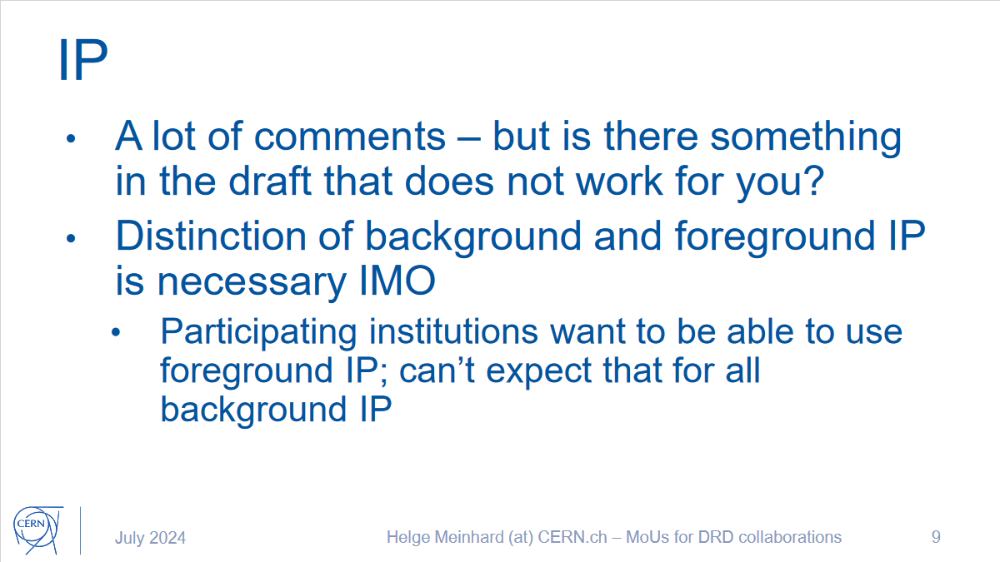 IP
• A lot of comments – but is there something
in the draft that does not work for you?
• Distinction of background and foreground IP
is necessary IMO
• Participating institutions want to be able to use
foreground IP; can’t expect that for all
background IP
CERN
July 2024
Helge Meinhard (at) CERN.ch – MoUs for DRD collaborations
9